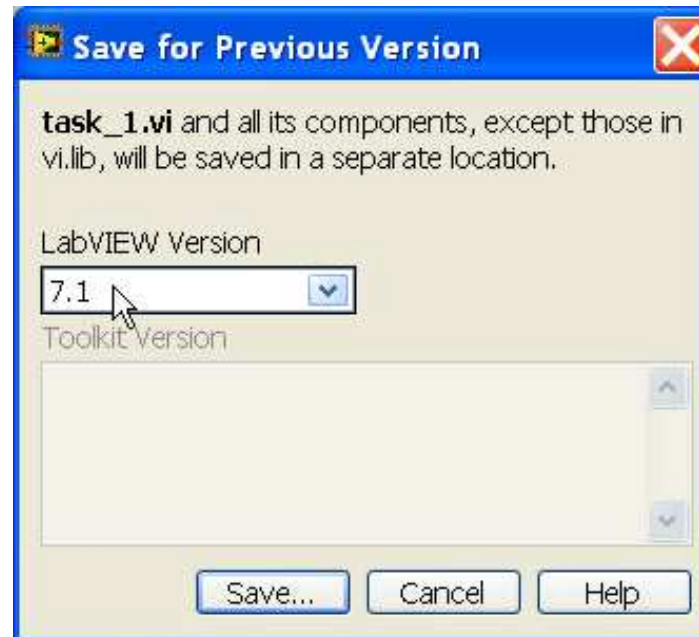 Save for Previous Version
task_1.vi and all its components, except those in
vi.lib, will be saved in a separate location.
LabVIEW Version
7.1
Toolkit Version
Save... Cancel Help